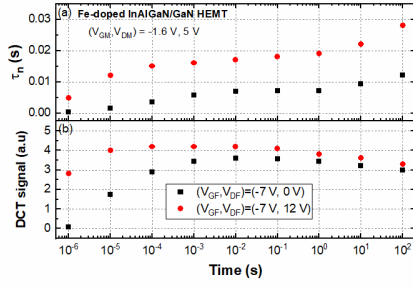 (a) Fe-doped InAlGaN/GaN HEMT
(V_GM,V_DM) = -1.6 V, 5 V
τ_n (s)
0.03
0.02
0.01
0.00
(b)
DCT signal (a.u)
5
4
3
2
1
0
(V_GF,V_DF)=(-7 V, 0 V)
(V_GF,V_DF)=(-7 V, 12 V)
10^-6 10^-5 10^-4 10^-3 10^-2 10^-1 10^0 10^1 10^2
Time (s)